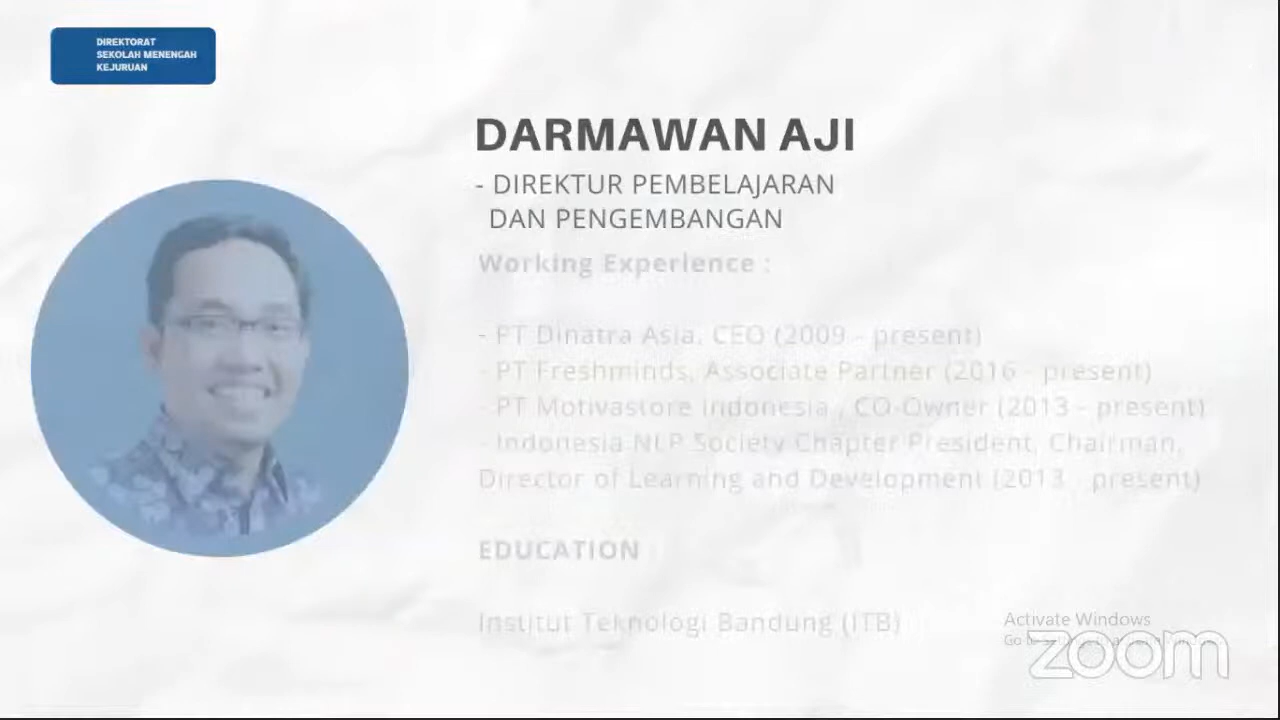 DIREKTORAT
SEKOLAH MENENGAH
KEJURUAN
DARMAWAN AJI
- DIREKTUR PEMBELAJARAN
DAN PENGEMBANGAN
Working Experience :
- PT Dinatra Asia, CEO (2009 - present)
- PT Freshminds, Associate Partner (2016 - present)
- PT Motivastore Indonesia , CO-Owner (2013 - present)
- Indonesia NLP Society Chapter President, Chairman,
Director of Learning and Development (2013 - present)
EDUCATION
Institut Teknologi Bandung (ITB)
Activate Windows
Go to
zoom